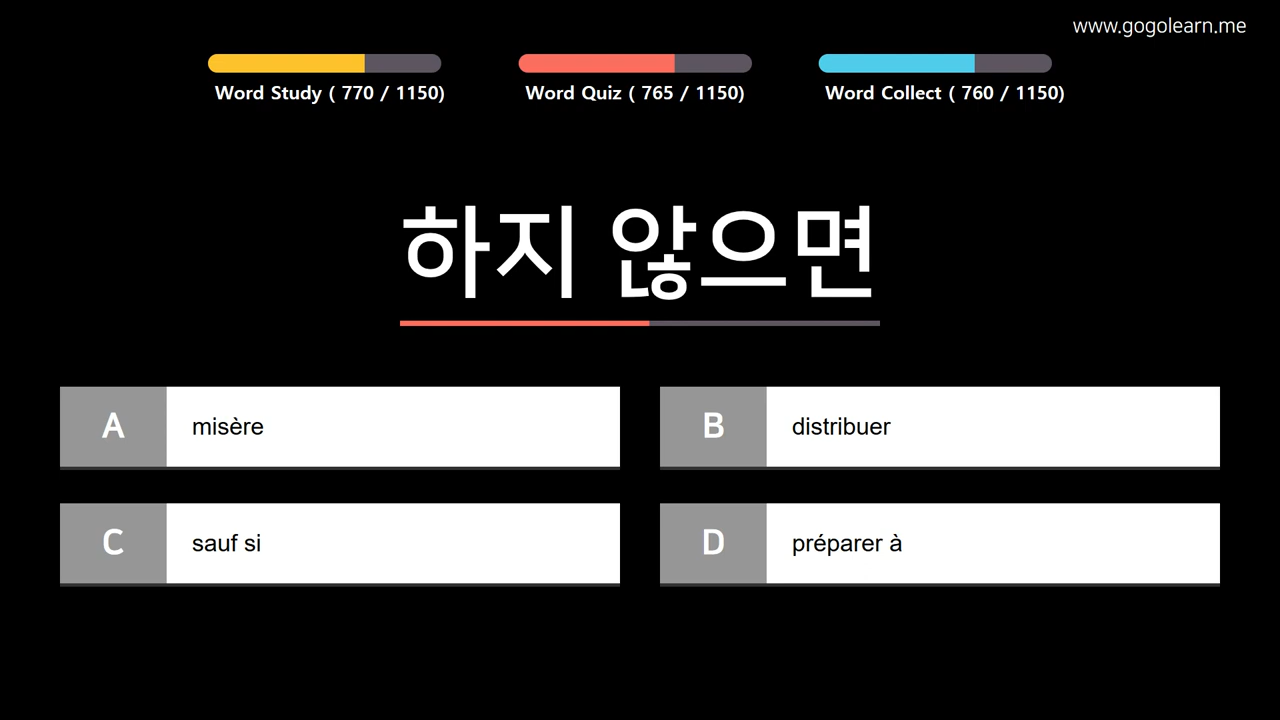 www.gogolearn.me
Word Study ( 770 / 1150)
Word Quiz ( 765 / 1150)
Word Collect ( 760 / 1150)
하지 않으면
A misère
B distribuer
C sauf si
D préparer à